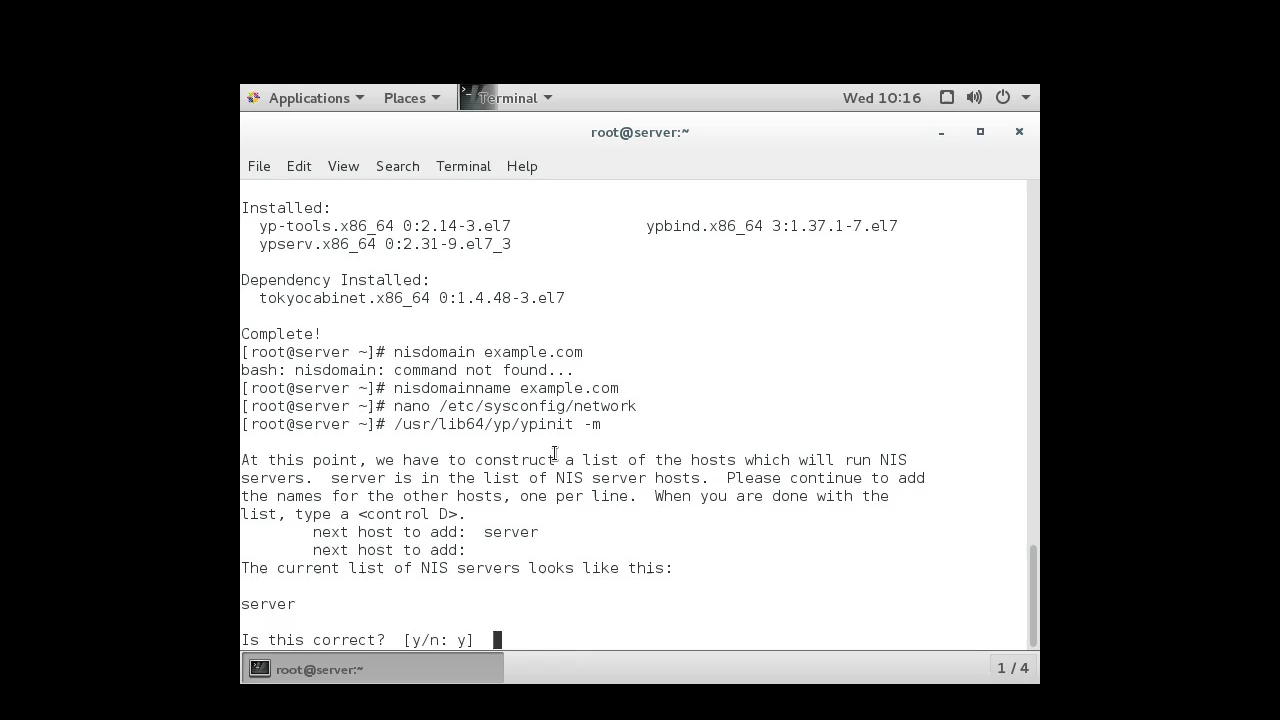 Applications Places Terminal Wed 10:16
root@server:~
File Edit View Search Terminal Help
Installed:
yp-tools.x86_64 0:2.14-3.el7 ypbind.x86_64 3:1.37.1-7.el7
ypserv.x86_64 0:2.31-9.el7_3
Dependency Installed:
tokyocabinet.x86_64 0:1.4.48-3.el7
Complete!
[root@server ~]# nisdomain example.com
bash: nisdomain: command not found...
[root@server ~]# nisdomainname example.com
[root@server ~]# nano /etc/sysconfig/network
[root@server ~]# /usr/lib64/yp/ypinit -m
At this point, we have to construct a list of the hosts which will run NIS
servers.  server is in the list of NIS server hosts.  Please continue to add
the names for the other hosts, one per line.  When you are done with the
list, type a <control D>.
next host to add:  server
next host to add:
The current list of NIS servers looks like this:
server
Is this correct?  [y/n: y]
root@server:~ 1 / 4